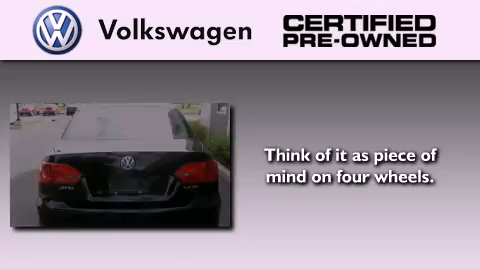 Volkswagen
CERTIFIED
PRE-OWNED
Think of it as piece of
mind on four wheels.